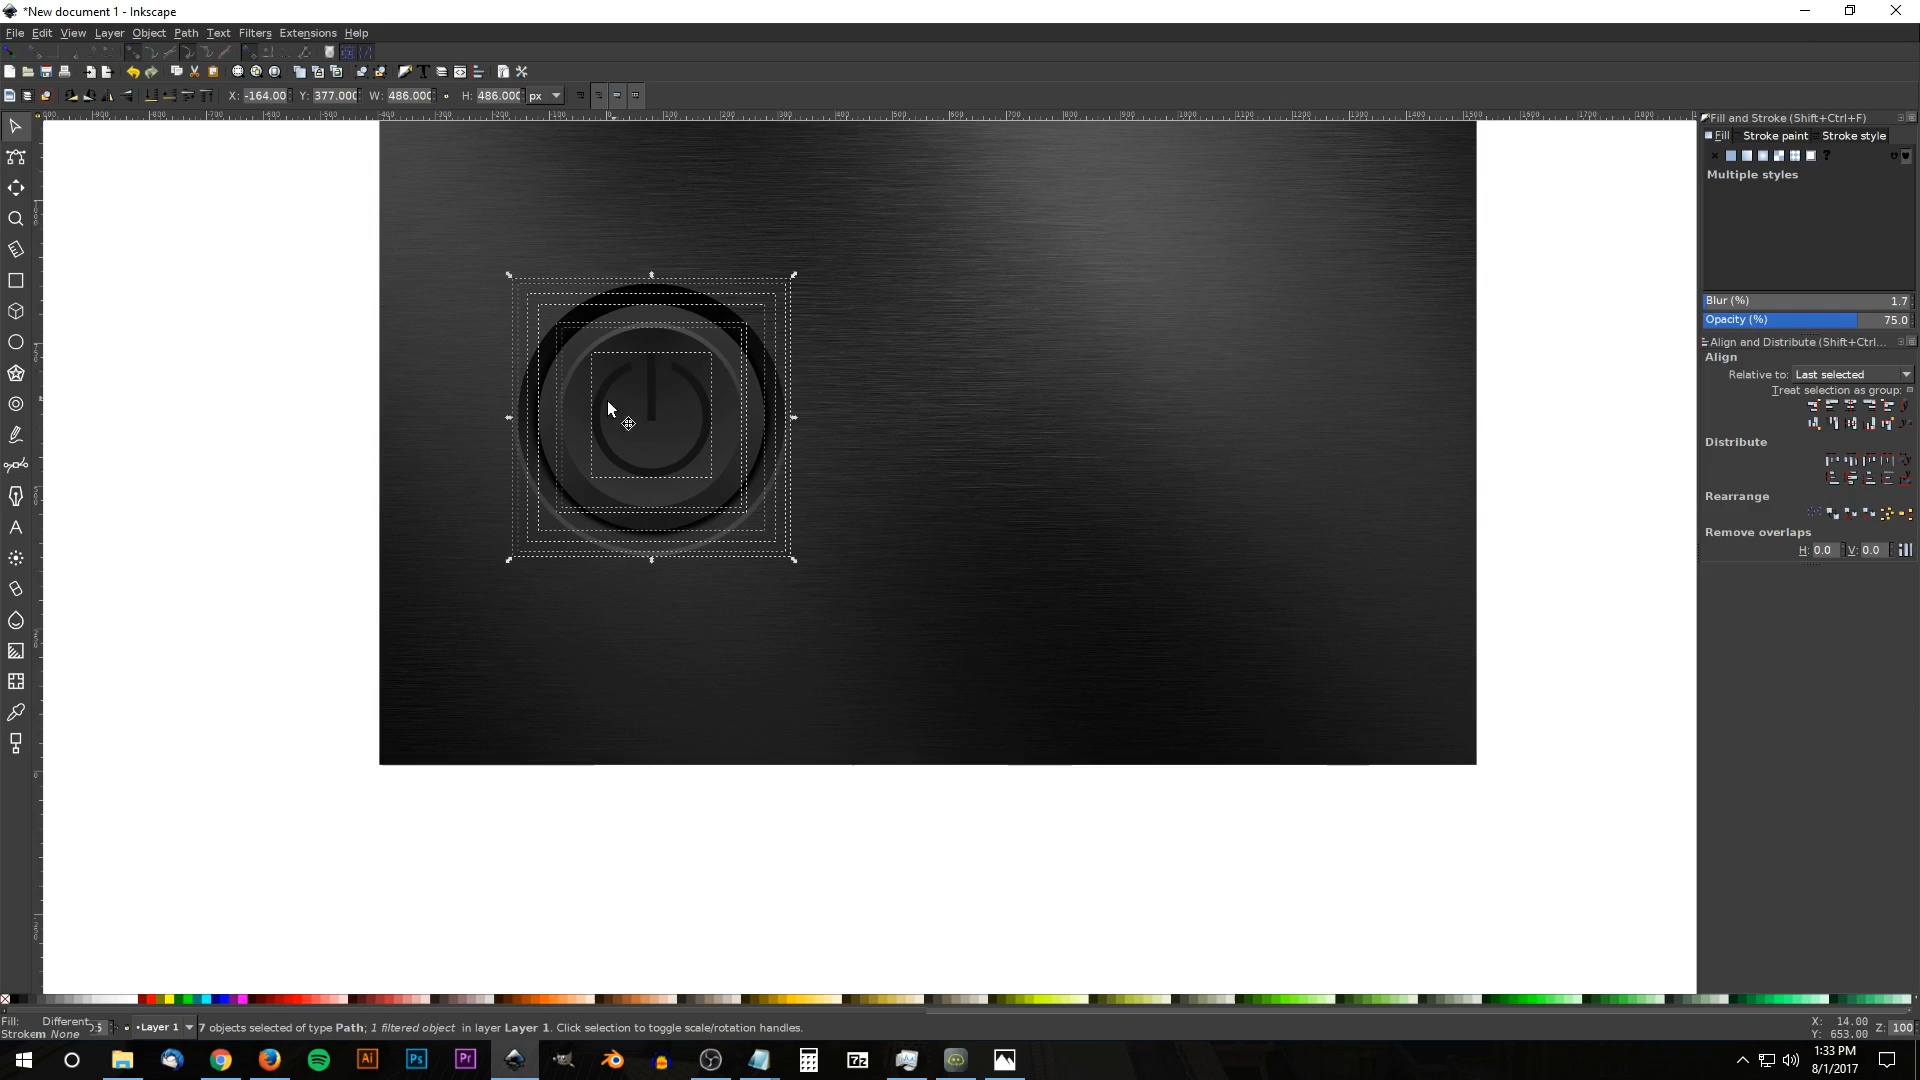 *New document 1 - Inkscape
File Edit View Layer Object Path Text Filters Extensions Help
X: -164.00 Y: 377.000 W: 486.000 H: 486.000 px
Fill and Stroke (Shift+Ctrl+F)
Fill Stroke paint Stroke style
Multiple styles
Blur (%) 1.7
Opacity (%) 75.0
Align and Distribute (Shift+Ctrl...
Align
Relative to: Last selected
Treat selection as group:
Distribute
Rearrange
Remove overlaps
H: 0.0 V: 0.0
Fill: Different
Stroke: None
•Layer 1
7 objects selected of type Path; 1 filtered object in layer Layer 1. Click selection to toggle scale/rotation handles.
X: 14.00
Y: 653.00
Z: 100
Ai Ps Pr 7z
1:33 PM
8/1/2017